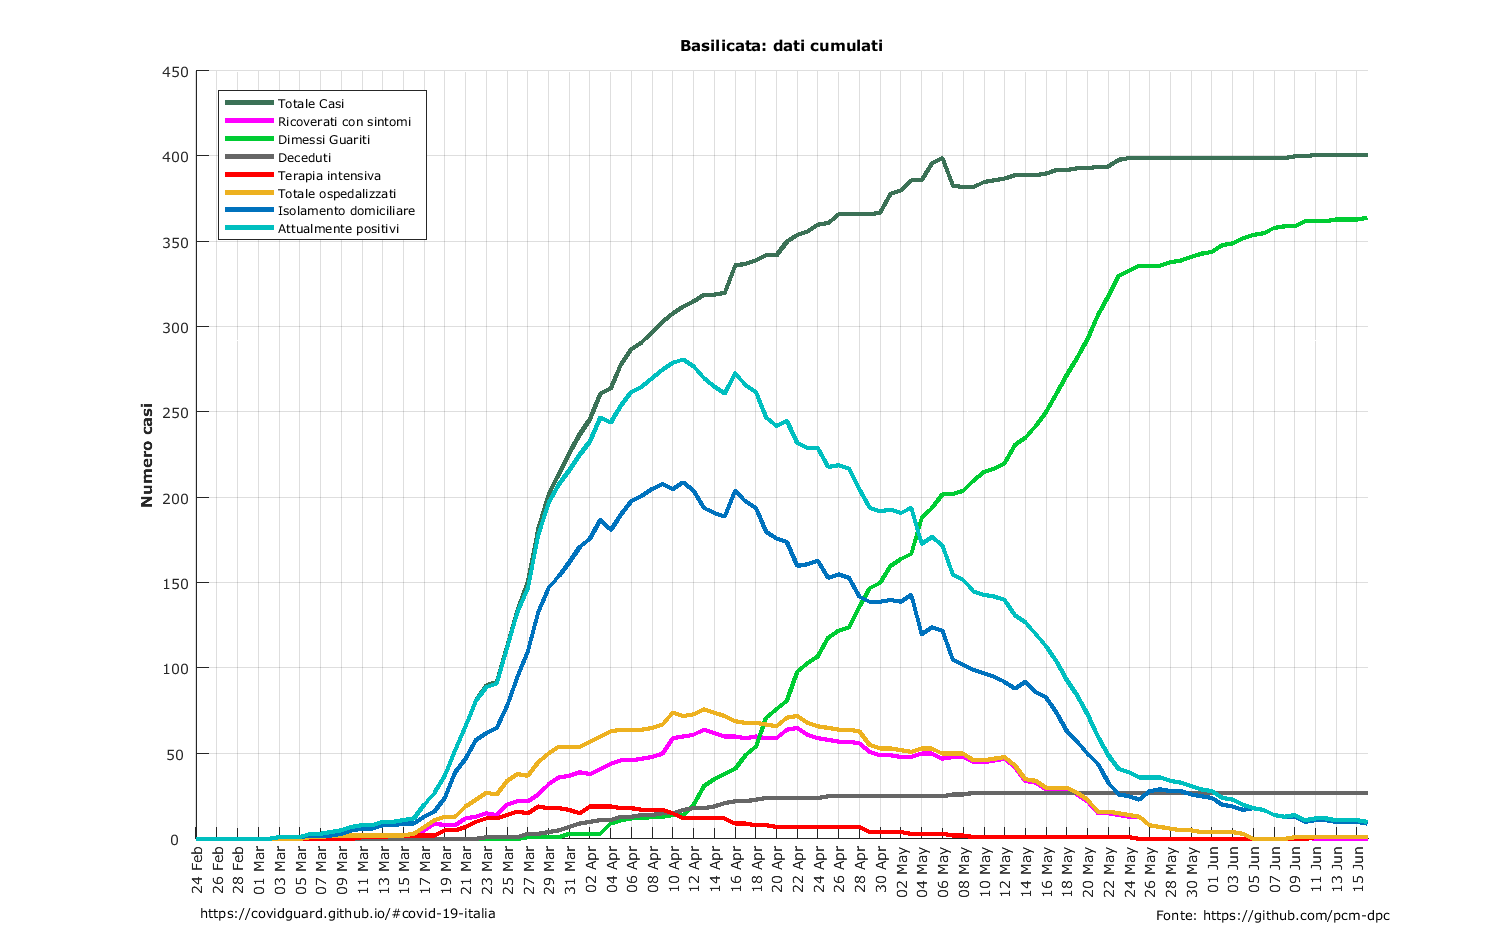 Basilicata: dati cumulati
Numero casi
450
400
350
300
250
200
150
100
50
0
Totale Casi
Ricoverati con sintomi
Dimessi Guariti
Deceduti
Terapia intensiva
Totale ospedalizzati
Isolamento domiciliare
Attualmente positivi
24 Feb
26 Feb
28 Feb
01 Mar
03 Mar
05 Mar
07 Mar
09 Mar
11 Mar
13 Mar
15 Mar
17 Mar
19 Mar
21 Mar
23 Mar
25 Mar
27 Mar
29 Mar
31 Mar
02 Apr
04 Apr
06 Apr
08 Apr
10 Apr
12 Apr
14 Apr
16 Apr
18 Apr
20 Apr
22 Apr
24 Apr
26 Apr
28 Apr
30 Apr
02 May
04 May
06 May
08 May
10 May
12 May
14 May
16 May
18 May
20 May
22 May
24 May
26 May
28 May
30 May
01 Jun
03 Jun
05 Jun
07 Jun
09 Jun
11 Jun
13 Jun
15 Jun
https://covidguard.github.io/#covid-19-italia
Fonte: https://github.com/pcm-dpc